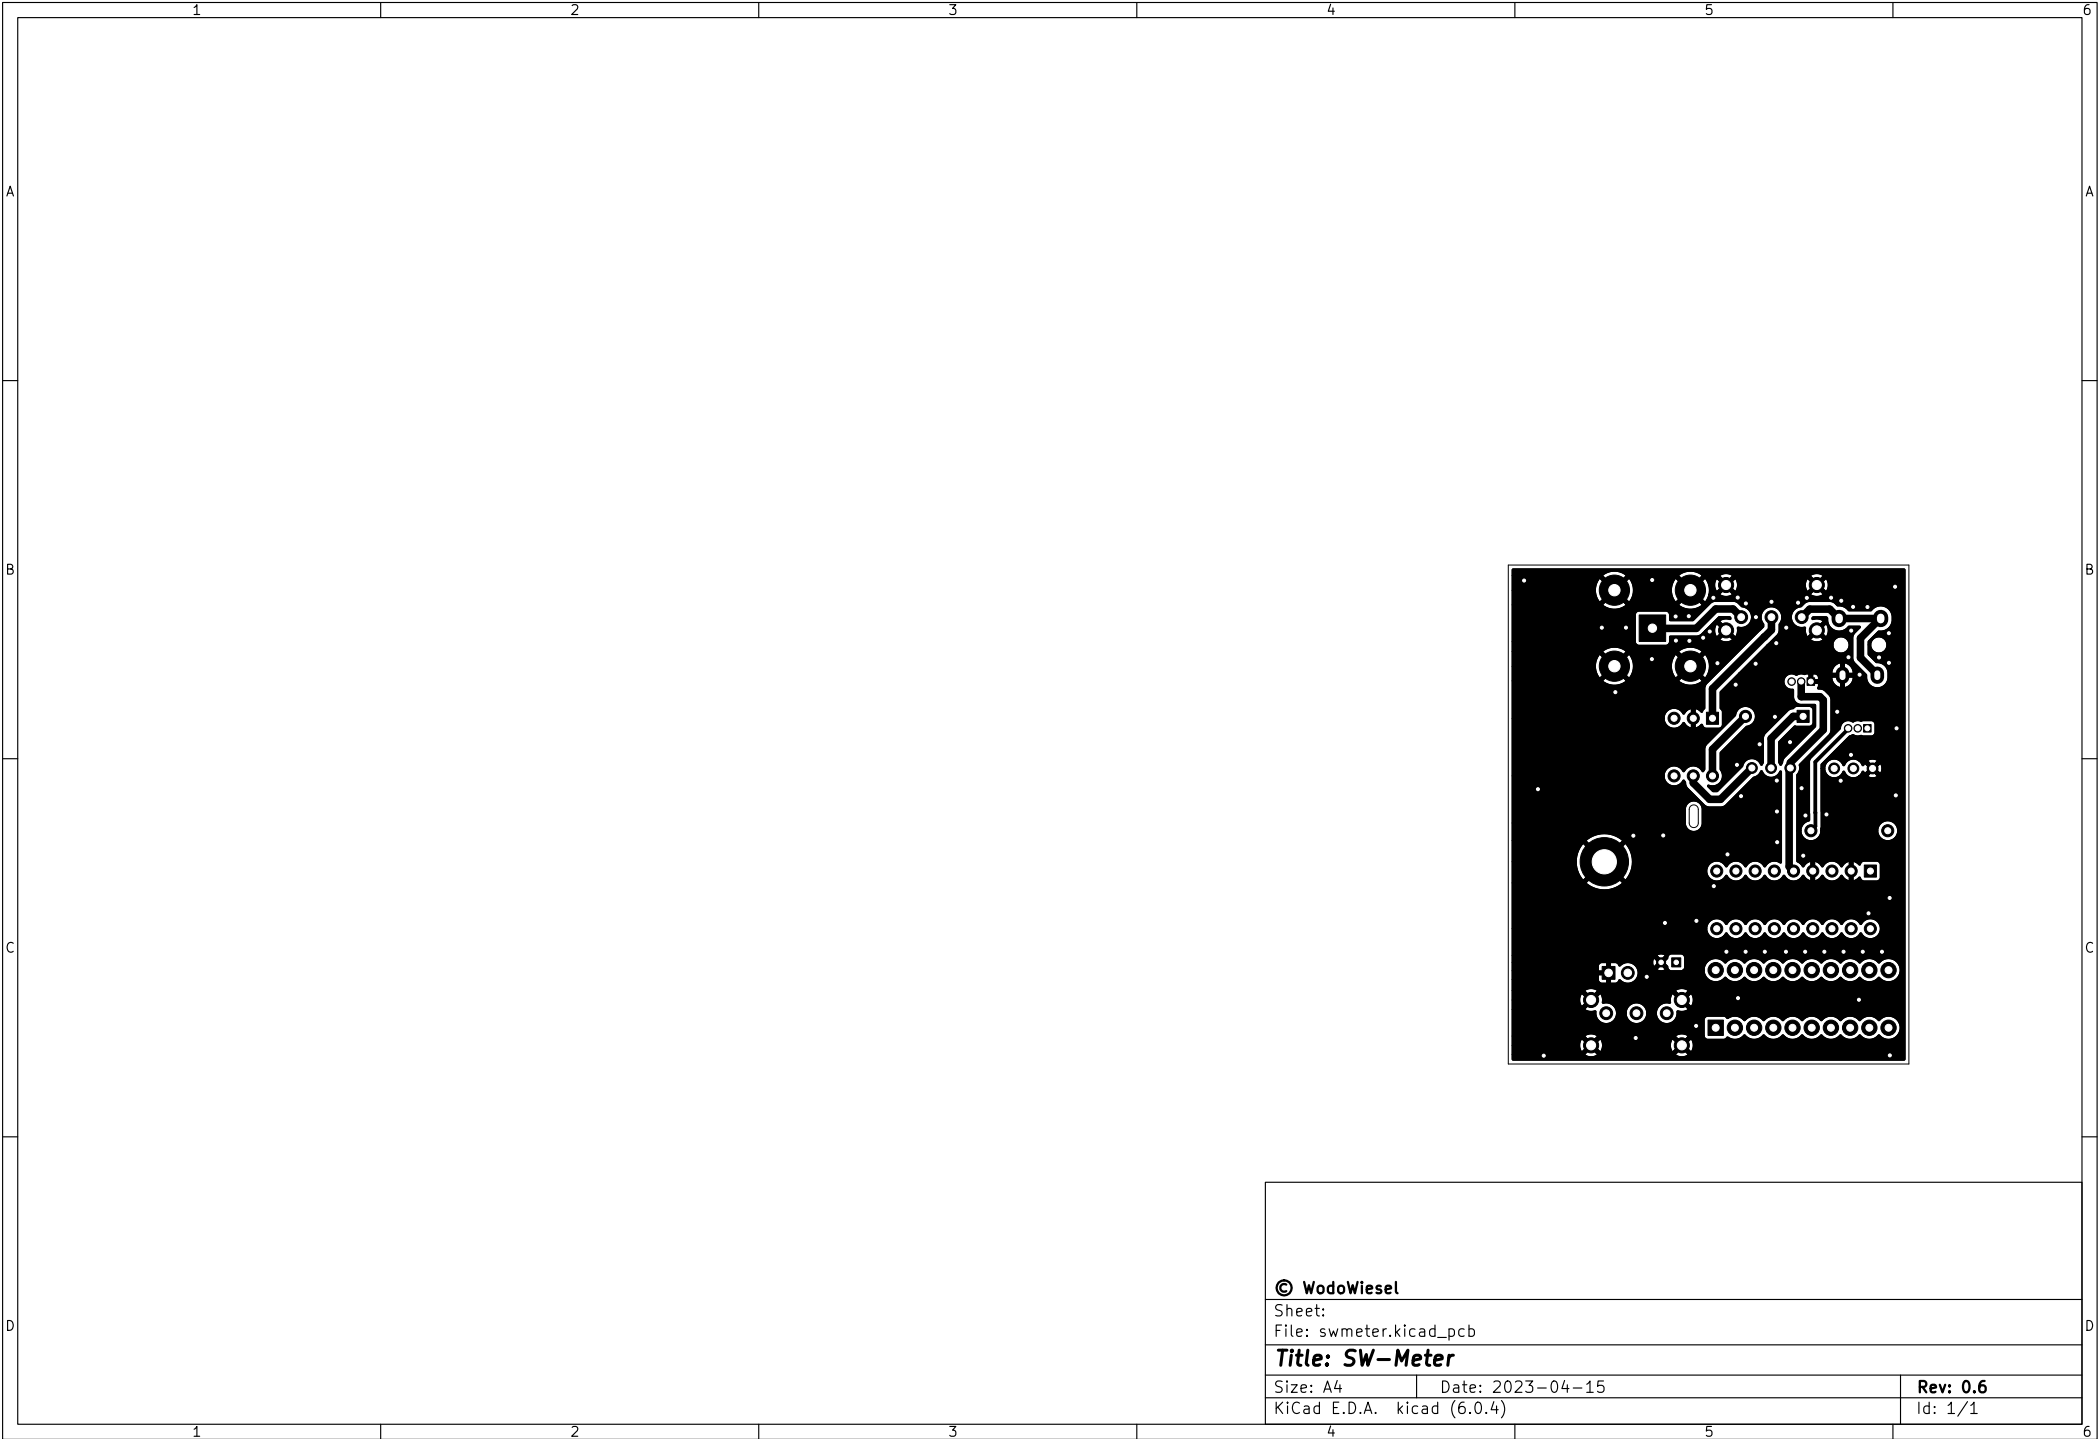 1 2 3 4 5 6
A A
B B
C C
© WodoWiesel
Sheet:
D D
File: swmeter.kicad_pcb
Title: SW-Meter
Size: A4 Date: 2023-04-15 Rev: 0.6
KiCad E.D.A. kicad (6.0.4) Id: 1/1
1 2 3 4 5 6